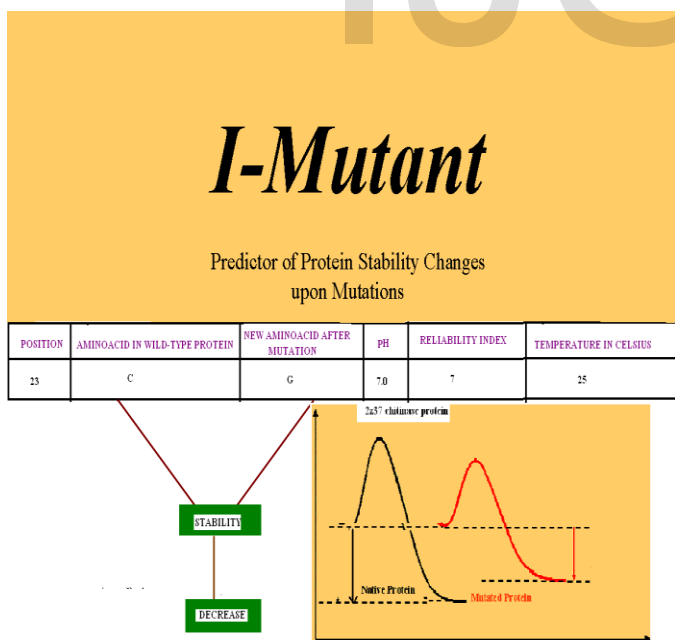 I-Mutant
Predictor of Protein Stability Changes
upon Mutations
POSITION
AMINOACID IN WILD-TYPE PROTEIN
NEW AMINOACID AFTER
MUTATION
PH
RELIABILITY INDEX
TEMPERATURE IN CELSIUS
23
C
G
7.0
7
25
2z37 chitinase protein
STABILITY
Native Protein
Mutated Protein
DECREASE